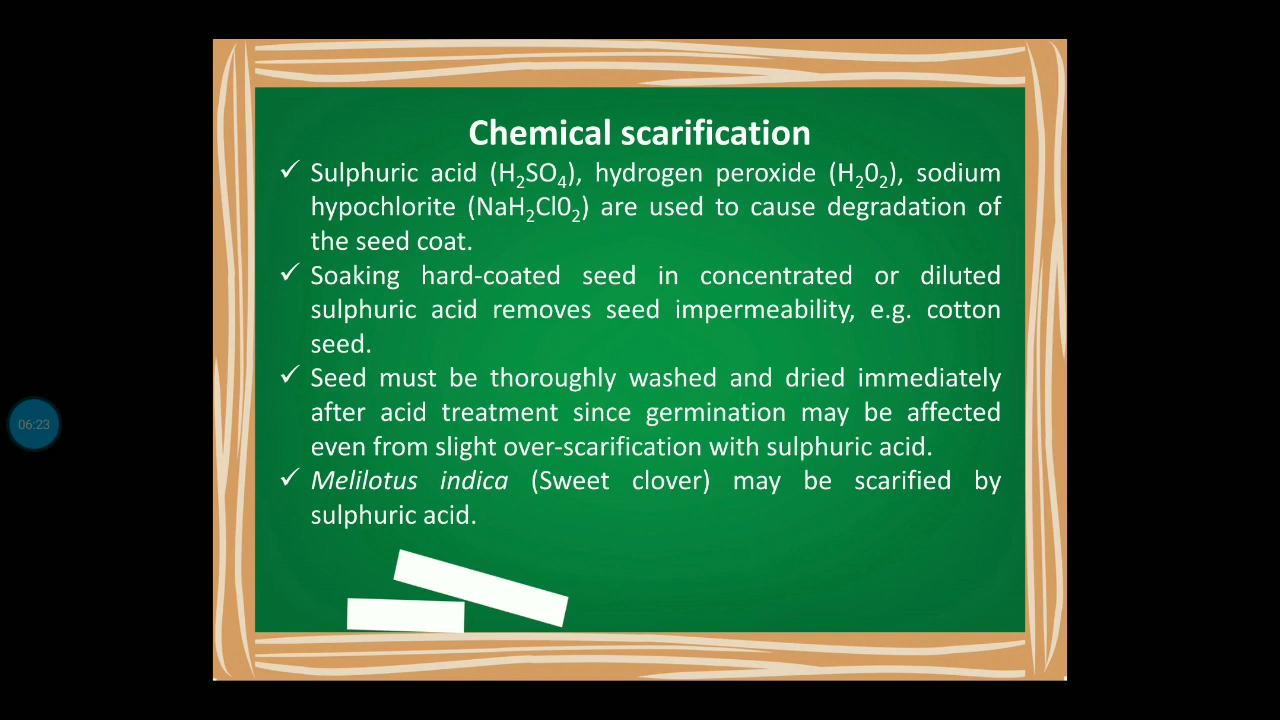 Chemical scarification
✓ Sulphuric acid (H₂SO₄), hydrogen peroxide (H₂0₂), sodium
hypochlorite (NaH₂Cl0₂) are used to cause degradation of
the seed coat.
✓ Soaking hard-coated seed in concentrated or diluted
sulphuric acid removes seed impermeability, e.g. cotton
seed.
✓ Seed must be thoroughly washed and dried immediately
after acid treatment since germination may be affected
even from slight over-scarification with sulphuric acid.
✓ Melilotus indica (Sweet clover) may be scarified by
sulphuric acid.
06:23